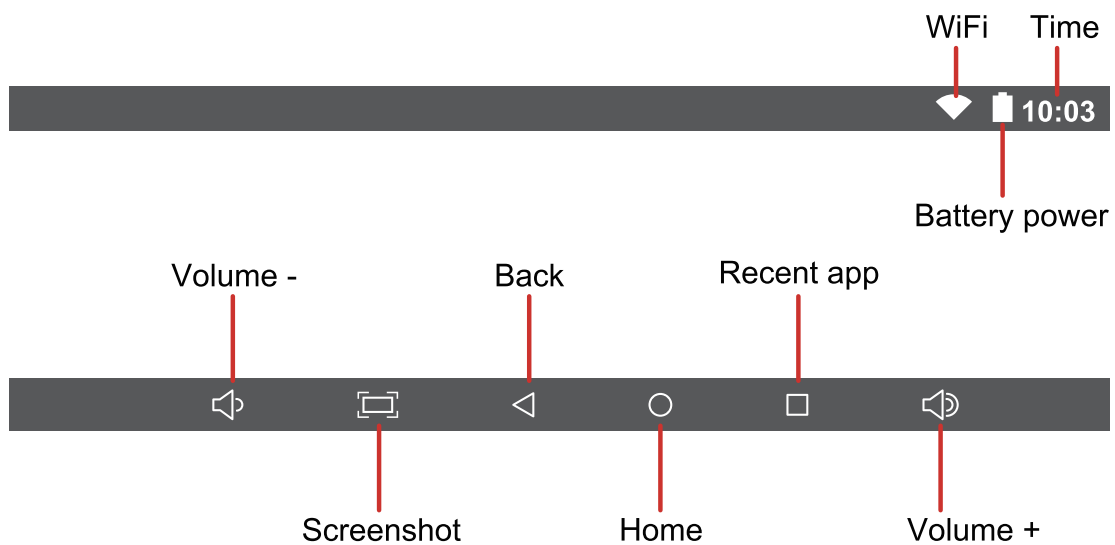 WiFi Time
10:03
Battery power
Volume - Back Recent app
Screenshot Home Volume +